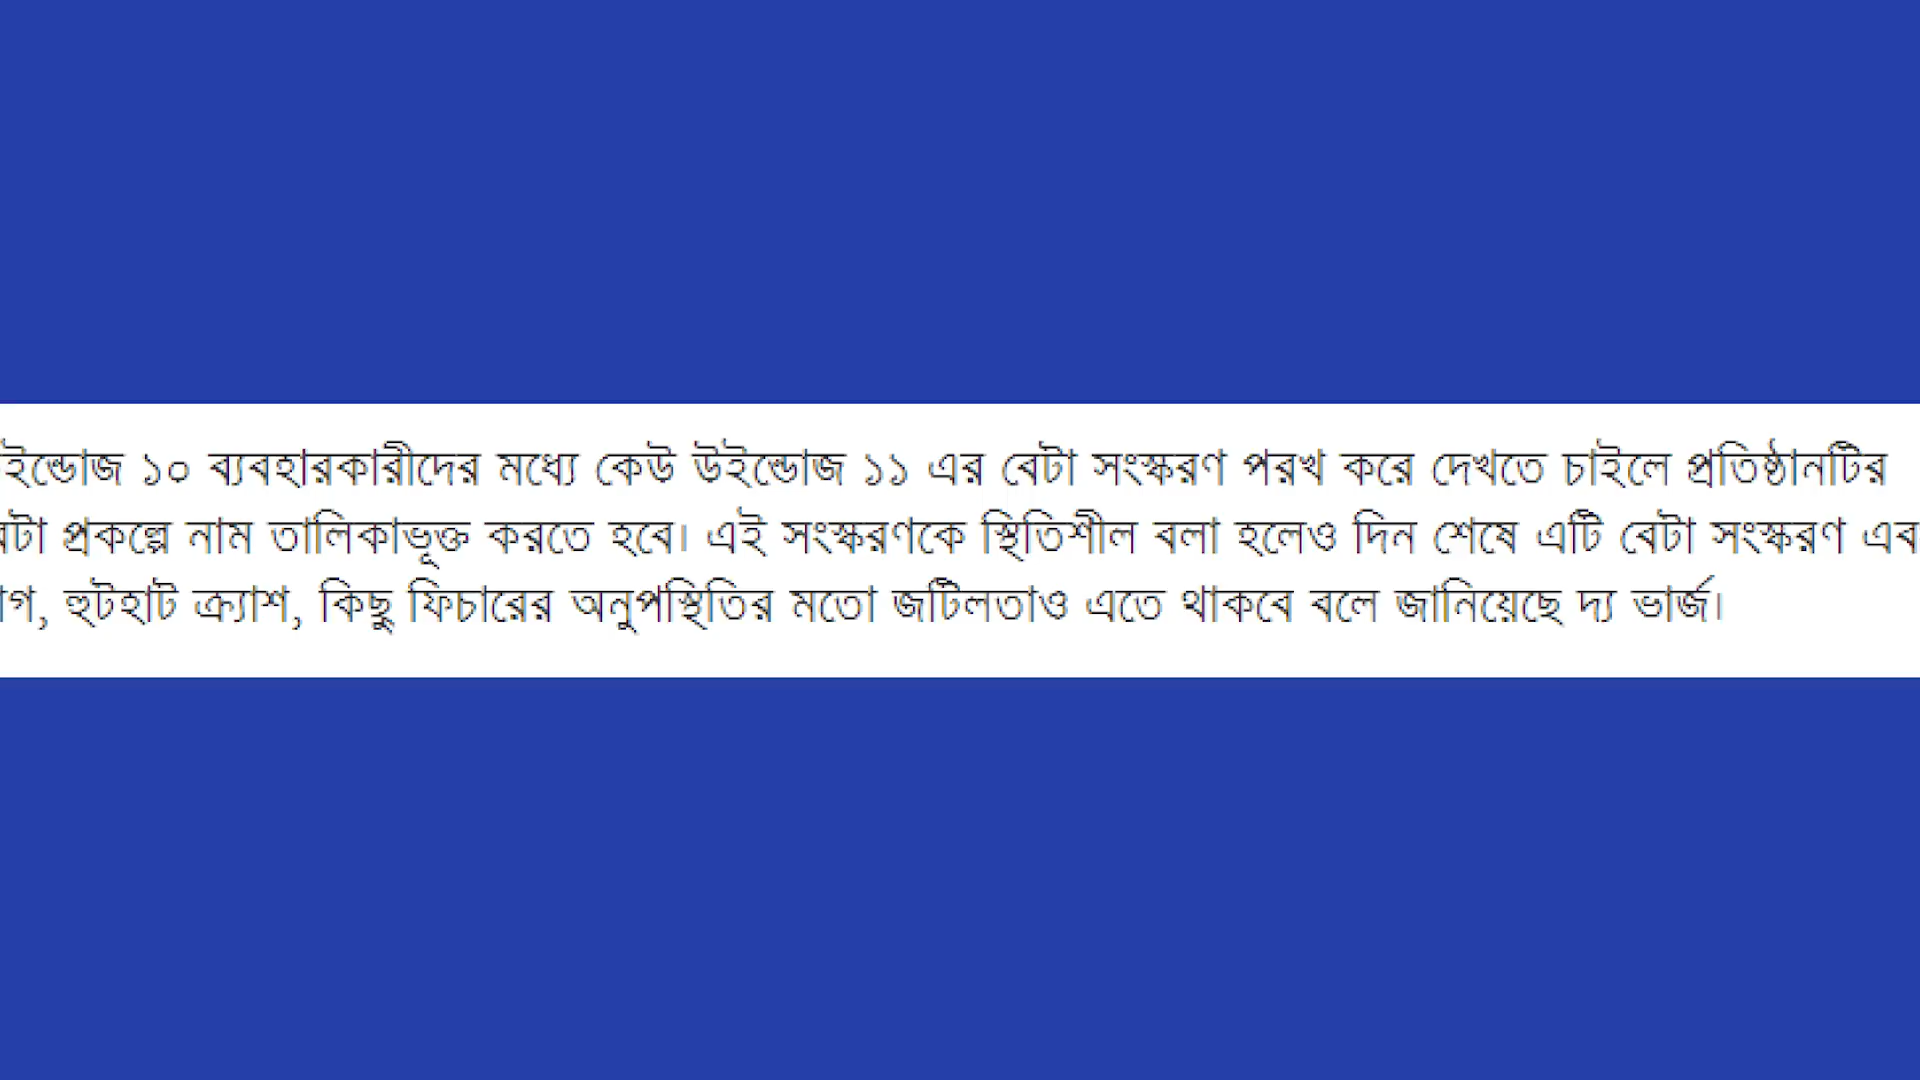 ইন্ডোজ ১০ ব্যবহারকারীদের মধ্যে কেউ উইন্ডোজ ১১ এর বেটা সংস্করণ পরখ করে দেখতে চাইলে প্রতিষ্ঠানটির
টা প্রকল্পে নাম তালিকাভূক্ত করতে হবে। এই সংস্করণকে স্থিতিশীল বলা হলেও দিন শেষে এটি বেটা সংস্করণ এব
গ, হুটহাট ক্র্যাশ, কিছু ফিচারের অনুপস্থিতির মতো জটিলতাও এতে থাকবে বলে জানিয়েছে দ্য ভার্জ।